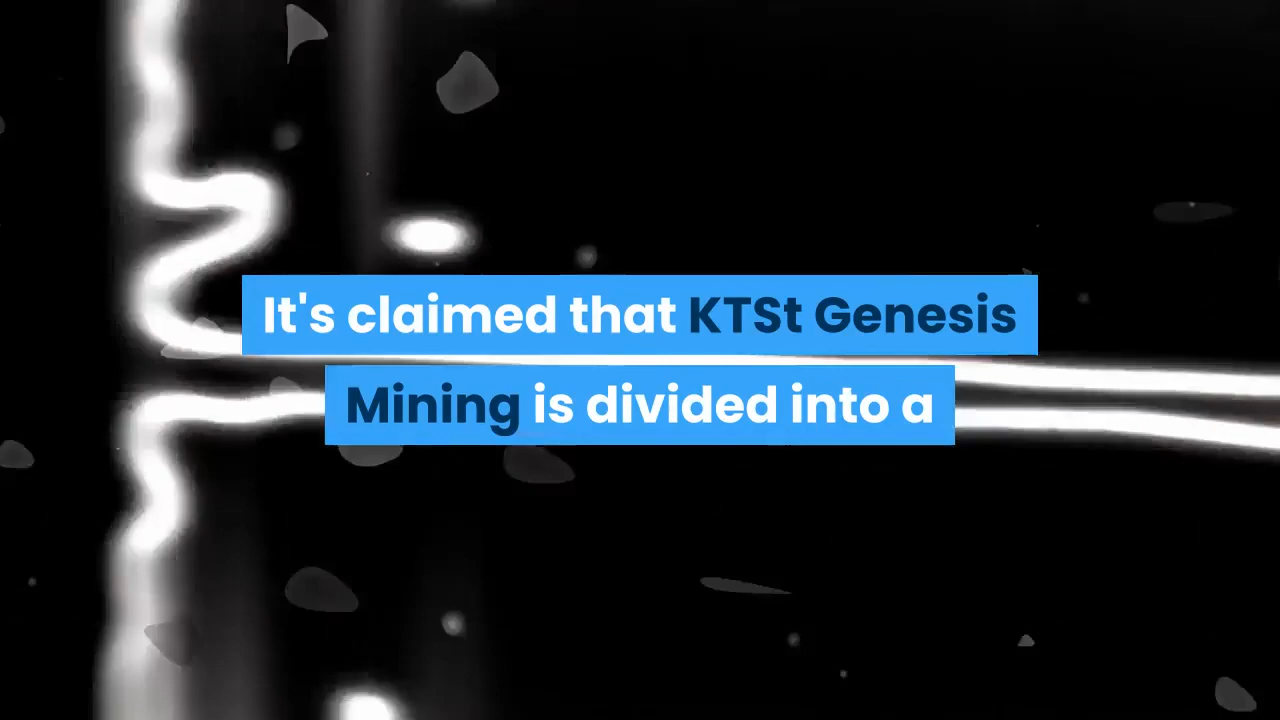 It's claimed that KTSt Genesis
Mining is divided into a